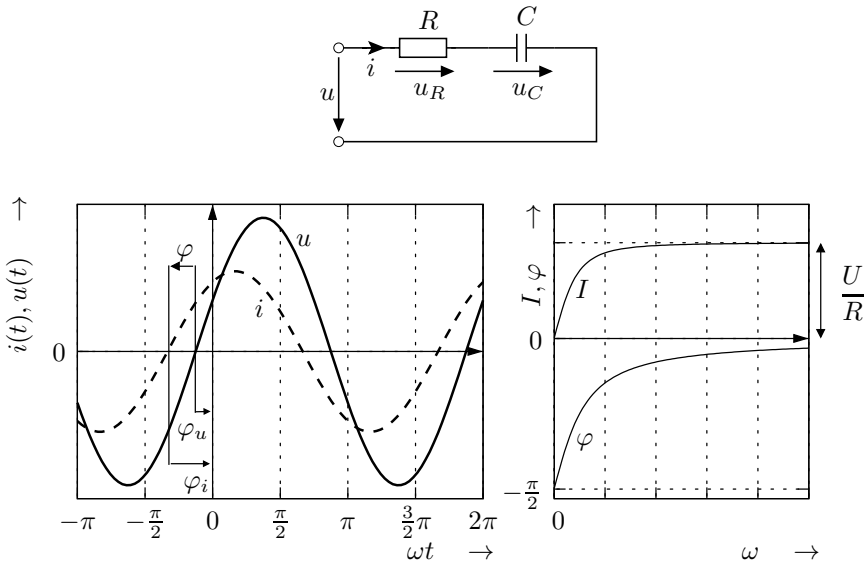 R C
i
u_R u_C
u
i(t), u(t) →
φ
u
i
0
φ_u
φ_i
−π −π/2 0 π/2 π 3/2π 2π
ωt →
I, φ →
I
U/R
0
φ
−π/2
0
ω →